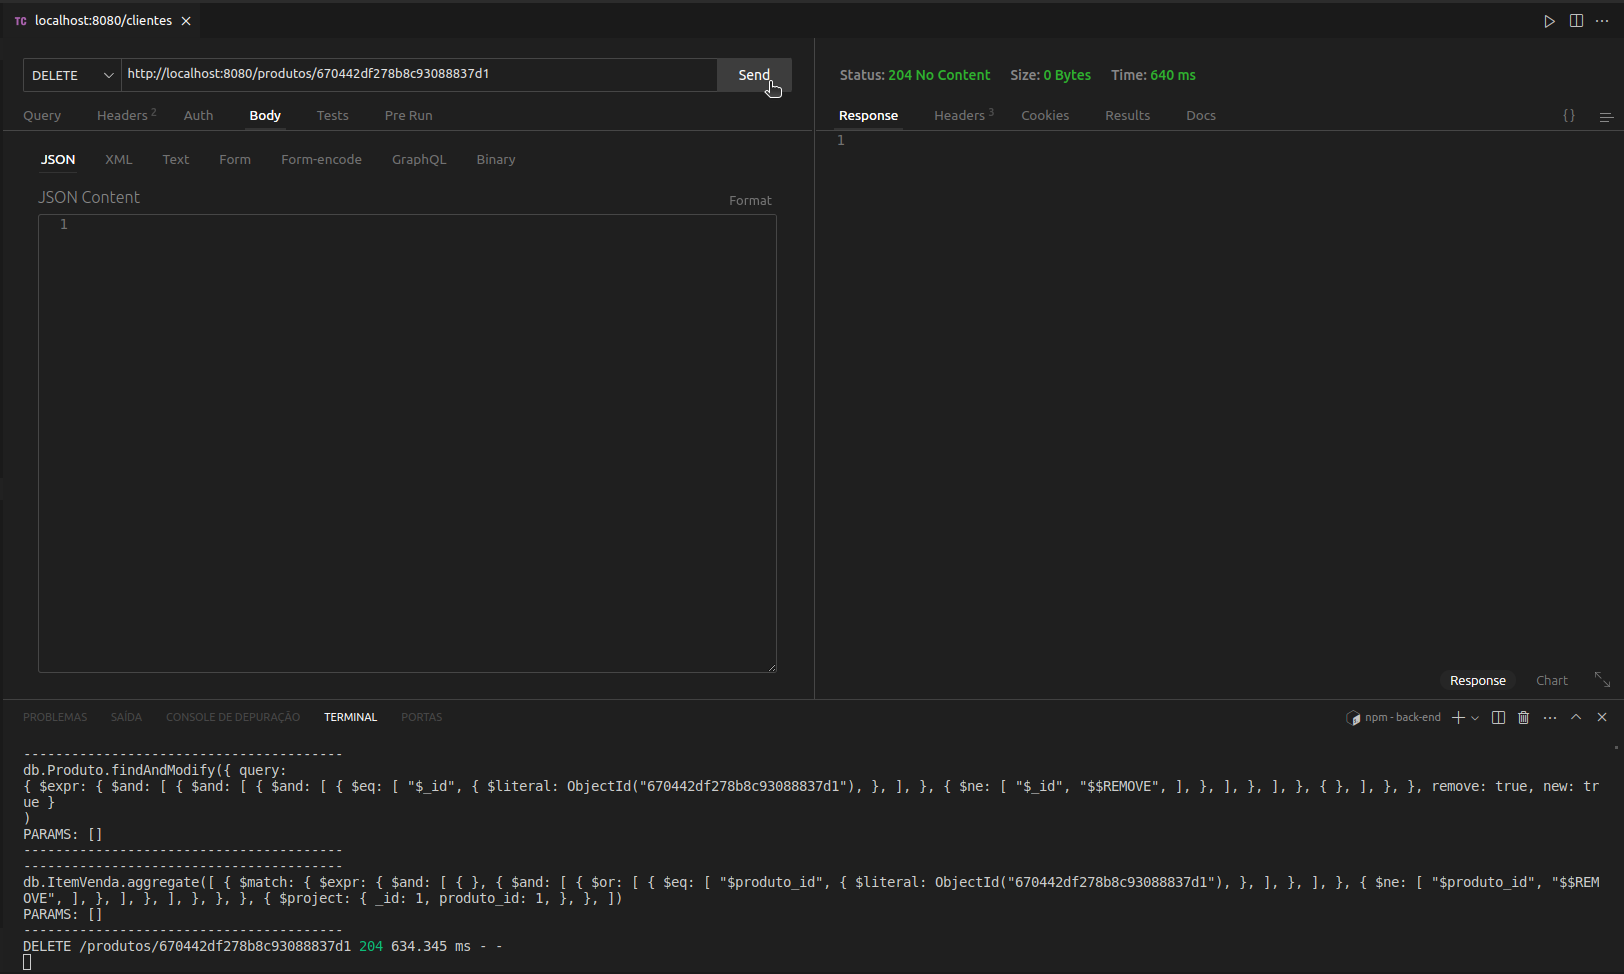 TC localhost:8080/clientes
DELETE http://localhost:8080/produtos/670442df278b8c93088837d1 Send
Query Headers 2 Auth Body Tests Pre Run
JSON XML Text Form Form-encode GraphQL Binary
JSON Content Format
1
Status: 204 No Content Size: 0 Bytes Time: 640 ms
Response Headers 3 Cookies Results Docs {}
1
Response Chart
PROBLEMAS SAÍDA CONSOLE DE DEPURAÇÃO TERMINAL PORTAS npm - back-end
----------------------------------------
db.Produto.findAndModify({ query:
{ $expr: { $and: [ { $and: [ { $and: [ { $eq: [ "$_id", { $literal: ObjectId("670442df278b8c93088837d1"), }, ], }, { $ne: [ "$_id", "$$REMOVE", ], }, ], }, ], }, { }, ], }, }, remove: true, new: tr
ue }
)
PARAMS: []
----------------------------------------
----------------------------------------
db.ItemVenda.aggregate([ { $match: { $expr: { $and: [ { }, { $and: [ { $or: [ { $eq: [ "$produto_id", { $literal: ObjectId("670442df278b8c93088837d1"), }, ], }, ], }, { $ne: [ "$produto_id", "$$REM
OVE", ], }, ], }, ], }, }, }, { $project: { _id: 1, produto_id: 1, }, }, ])
PARAMS: []
----------------------------------------
DELETE /produtos/670442df278b8c93088837d1 204 634.345 ms - -